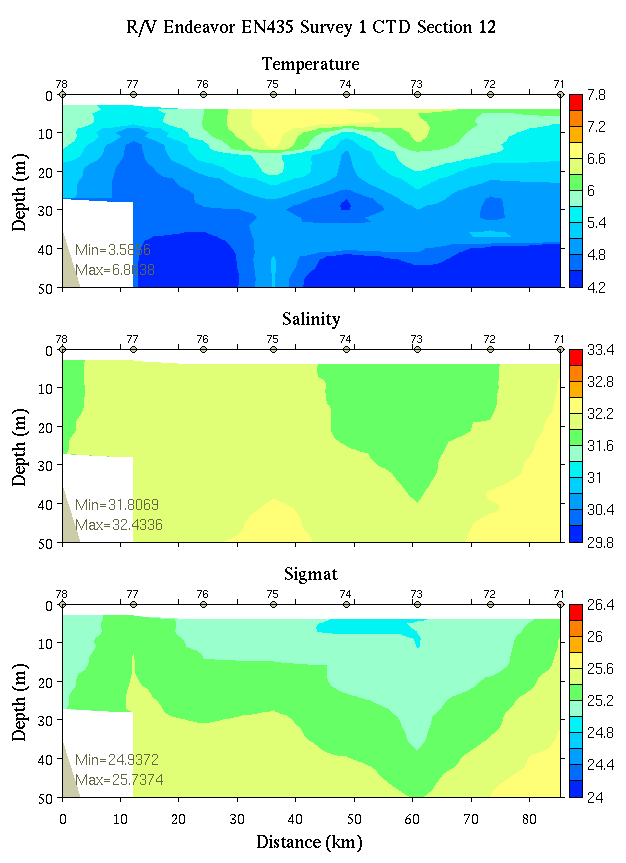 R/V Endeavor EN435 Survey 1 CTD Section 12
Temperature
78 77 76 75 74 73 72 71
0
10
20
30
40
50
Depth (m)
Min=3.5856
7.8
7.2
6.6
6
5.4
4.8
4.2
Salinity
78 77 76 75 74 73 72 71
0
10
20
30
40
50
Depth (m)
Min=31.8069
Max=32.4336
33.4
32.8
32.2
31.6
31
30.4
29.8
Sigmat
78 77 76 75 74 73 72 71
0
10
20
30
40
50
Depth (m)
Min=24.9372
Max=25.7374
26.4
26
25.6
25.2
24.8
24.4
24
0 10 20 30 40 50 60 70 80
Distance (km)